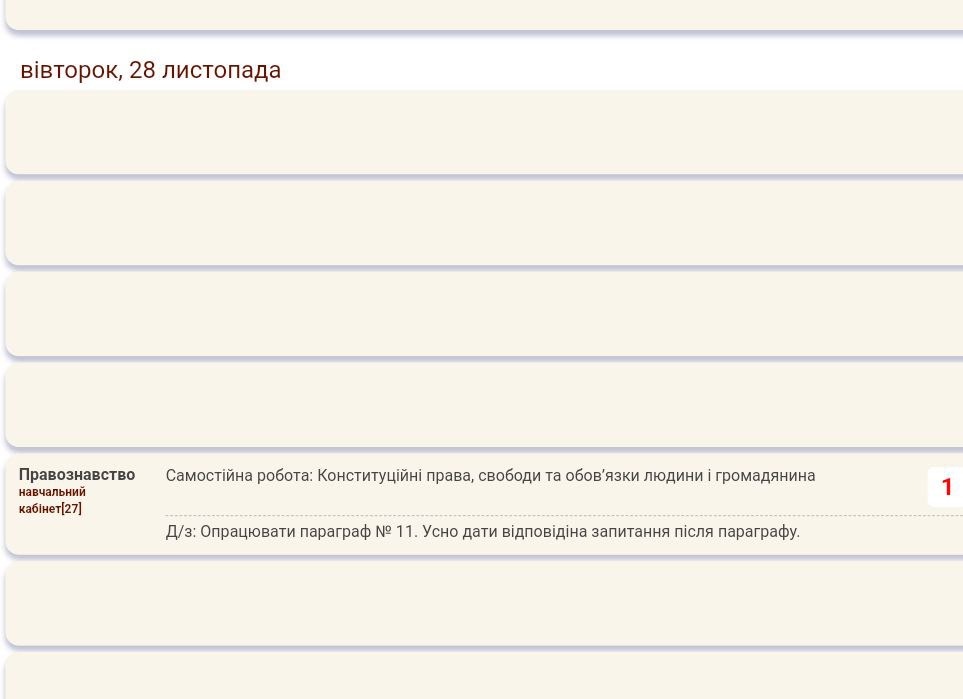 вівторок, 28 листопада
Правознавство
навчальний
кабінет[27]
Самостійна робота: Конституційні права, свободи та обов’язки людини і громадянина
1
Д/з: Опрацювати параграф № 11. Усно дати відповідіна запитання після параграфу.